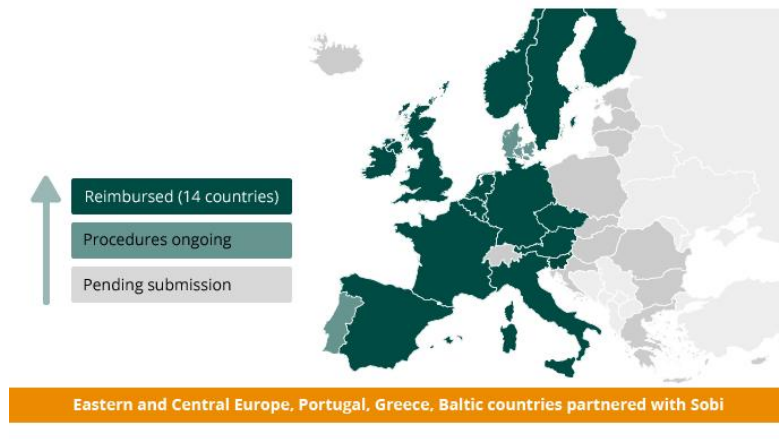 Reimbursed (14 countries)
Procedures ongoing
Pending submission
Eastern and Central Europe, Portugal, Greece, Baltic countries partnered with Sobi